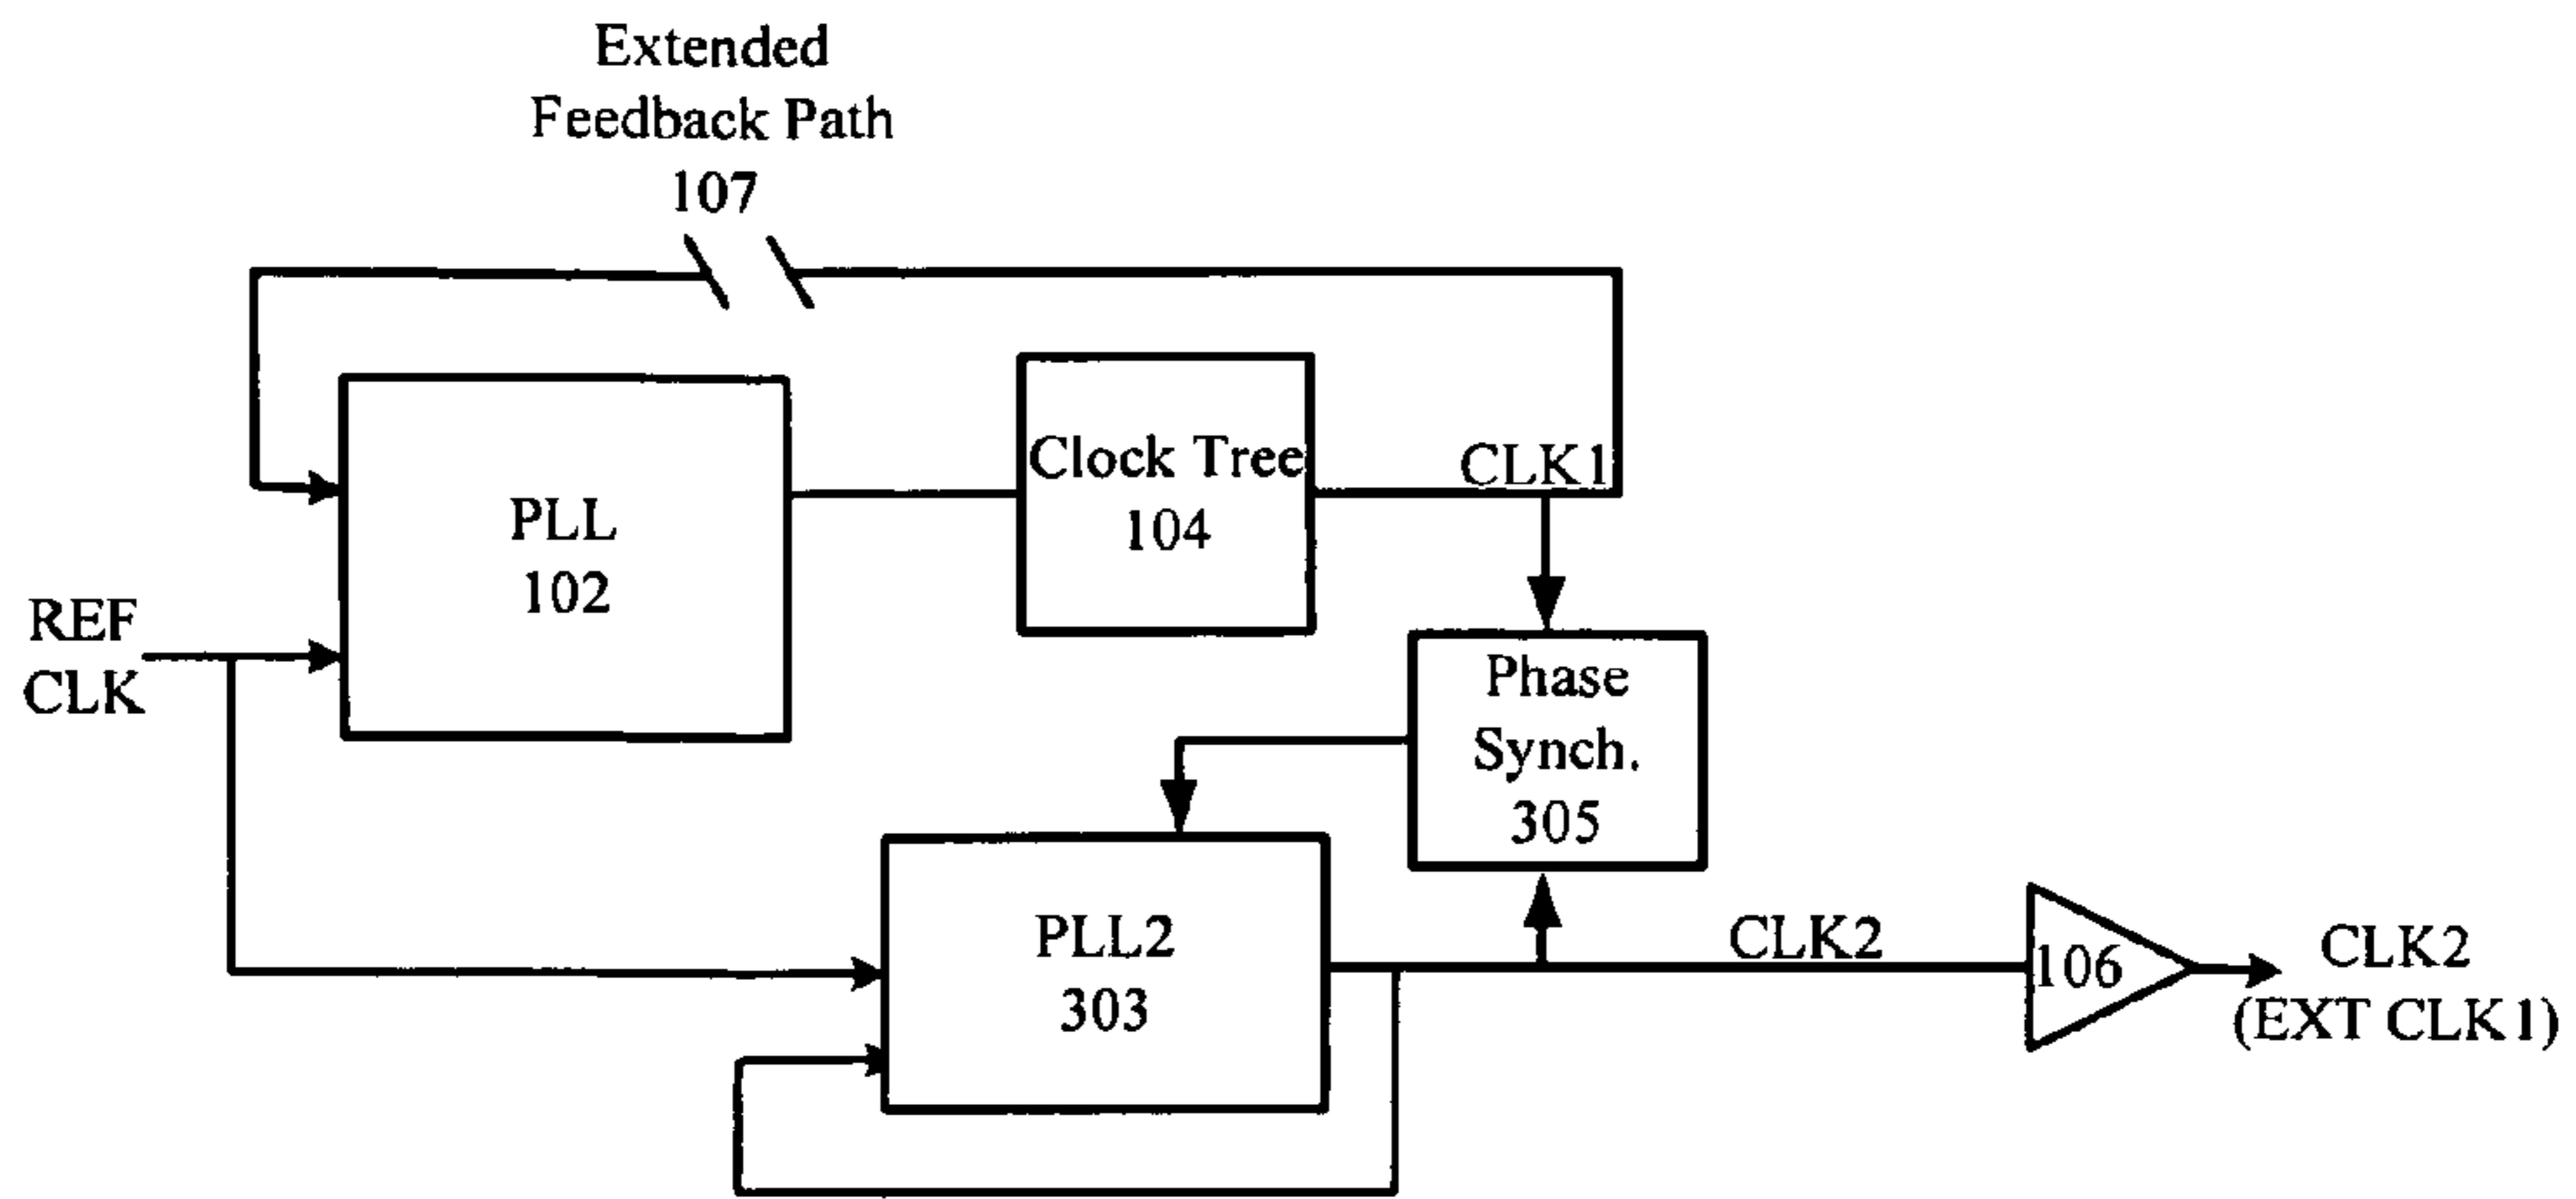 Extended
Feedback Path
107
PLL
102
Clock Tree
104
CLK1
REF
CLK
Phase
Synch.
305
PLL2
303
CLK2
106
CLK2
(EXT CLK1)